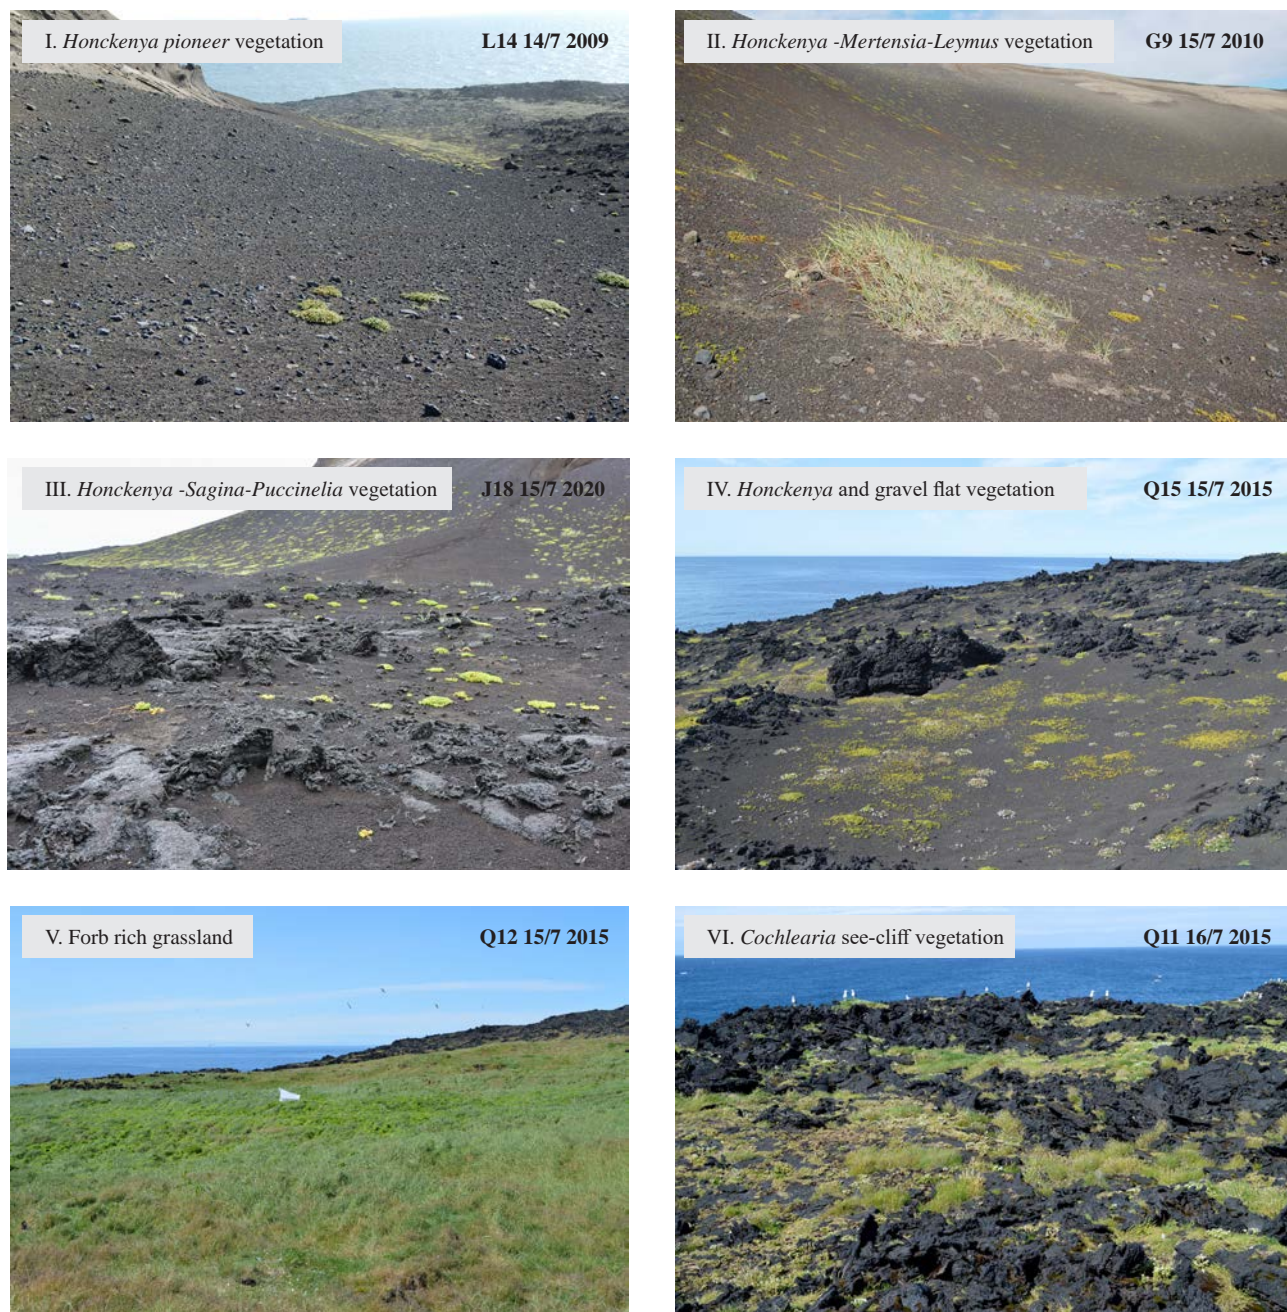 I. Honckenya pioneer vegetation
L14 14/7 2009
II. Honckenya -Mertensia-Leymus vegetation
G9 15/7 2010
III. Honckenya -Sagina-Puccinelia vegetation
J18 15/7 2020
IV. Honckenya and gravel flat vegetation
Q15 15/7 2015
V. Forb rich grassland
Q12 15/7 2015
VI. Cochlearia see-cliff vegetation
Q11 16/7 2015